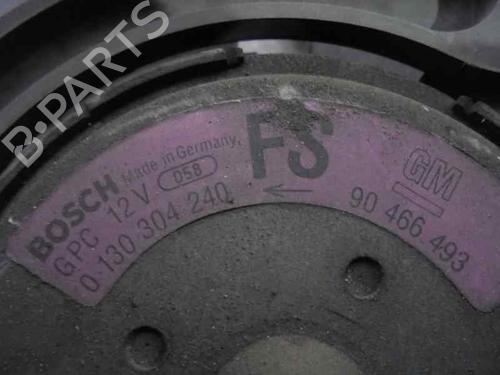 B-PARTS
BOSCH Made in Germany
GPC 12 V 058
0 130 304 240
FS
GM
90 466 493